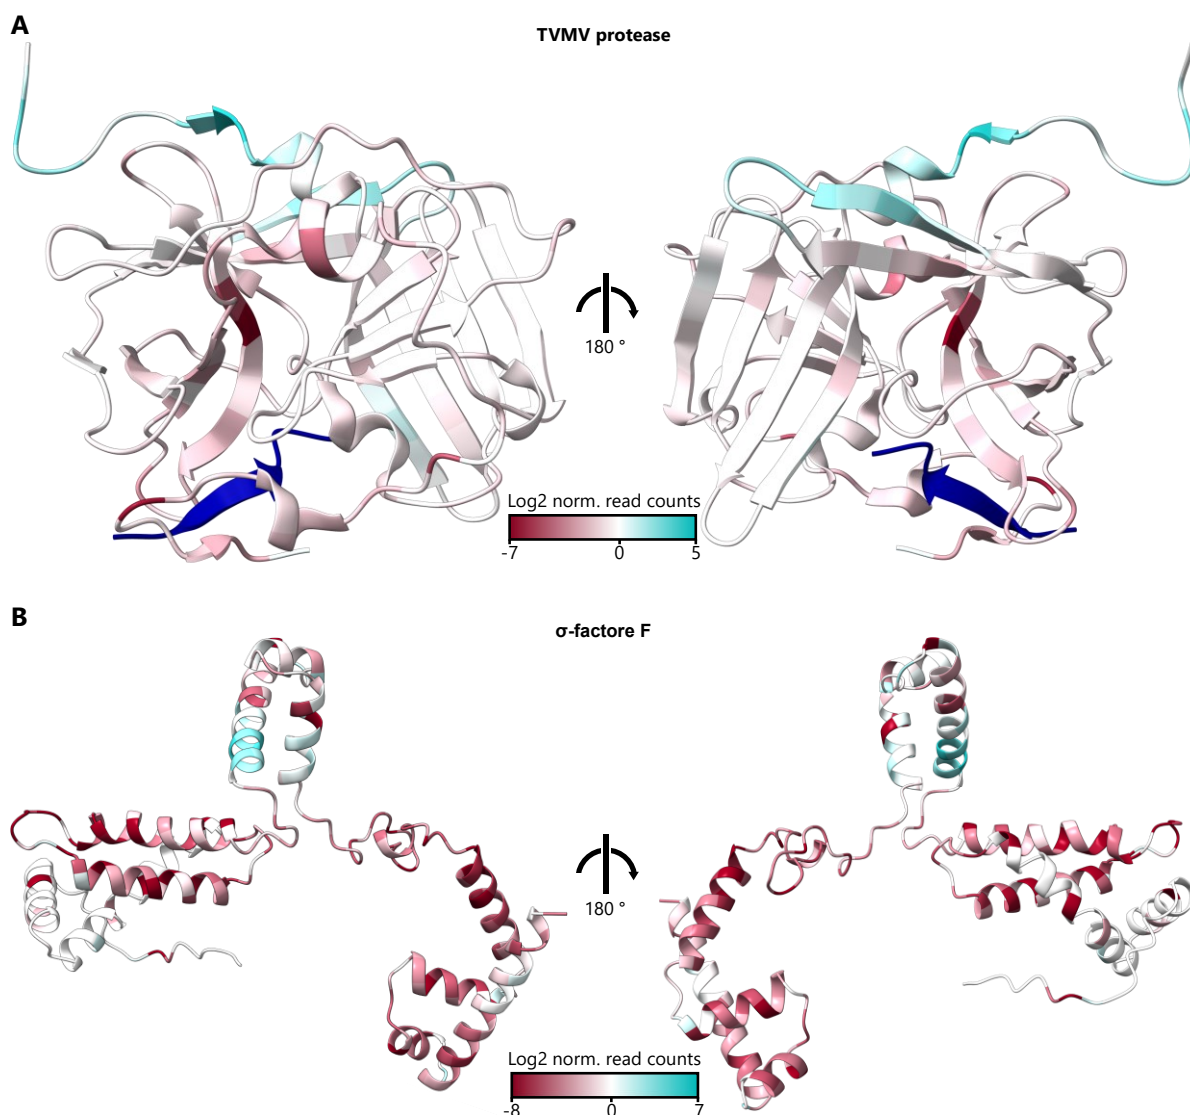 A
TVMV protease
180 °
Log2 norm. read counts
-7 0 5
B
σ-factore F
180 °
Log2 norm. read counts
-8 0 7